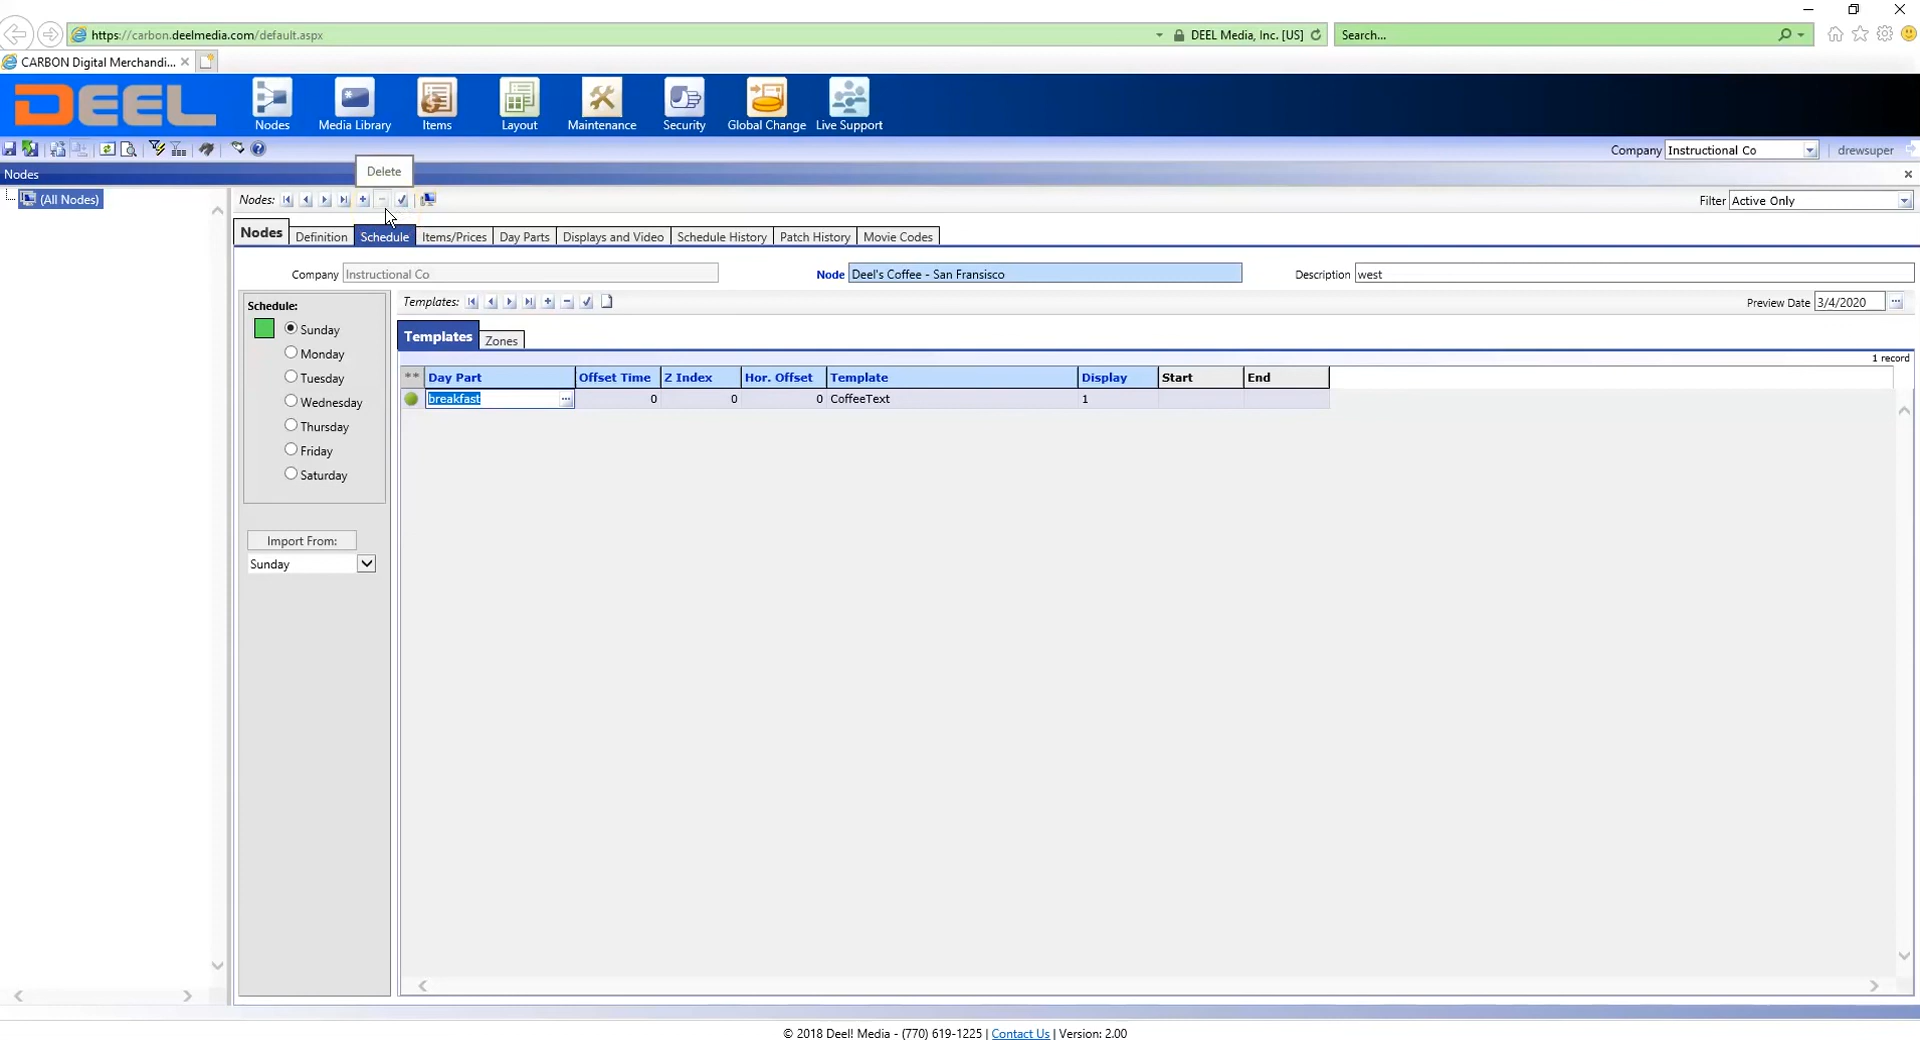 https://carbon.deelmedia.com/default.aspx DEEL Media, Inc. [US] Search...
CARBON Digital Merchandi...
DEEL Nodes Media Library Items Layout Maintenance Security Global Change Live Support
Company Instructional Co drewsuper
Delete
Nodes
(All Nodes) Nodes: Filter Active Only
Nodes Definition Schedule Items/Prices Day Parts Displays and Video Schedule History Patch History Movie Codes
Company Instructional Co Node Deel's Coffee - San Fransisco Description west
Schedule: Templates: Preview Date 3/4/2020
Sunday Templates Zones
Monday 1 record
Tuesday ** Day Part Offset Time Z Index Hor. Offset Template Display Start End
Wednesday breakfast ... 0 0 0 CoffeeText 1
Thursday
Friday
Saturday
Import From:
Sunday
© 2018 Deel! Media - (770) 619-1225 | Contact Us | Version: 2.00